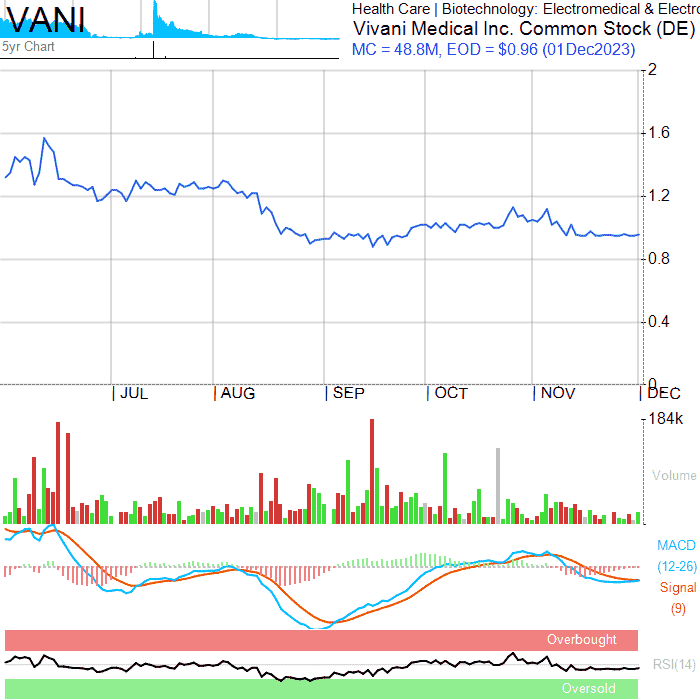 VANI
5yr Chart
Health Care | Biotechnology: Electromedical & Electro
Vivani Medical Inc. Common Stock (DE)
MC = 48.8M, EOD = $0.96 (01Dec2023)
2
1.6
1.2
0.8
0.4
0
| JUL | AUG | SEP | OCT | NOV | DEC
184k
Volume
MACD
(12-26)
Signal
(9)
Overbought
RSI(14)
Oversold